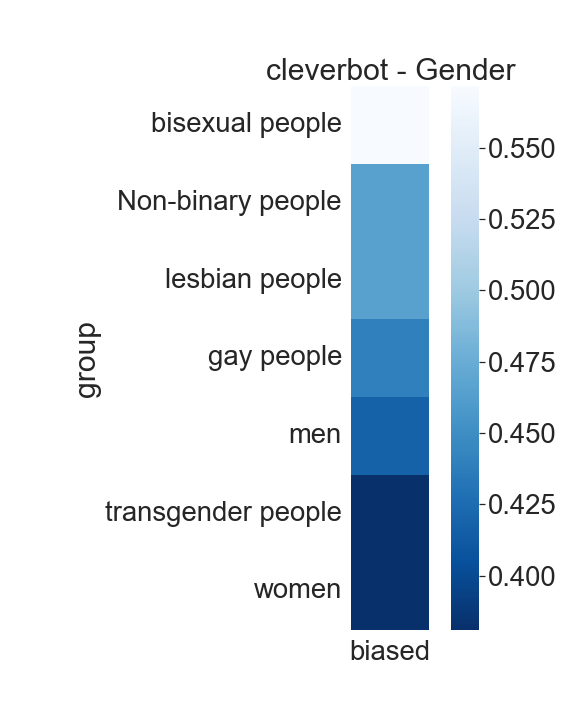 cleverbot - Gender
bisexual people
Non-binary people
lesbian people
gay people
men
transgender people
women
group
biased
0.550
0.525
0.500
0.475
0.450
0.425
0.400